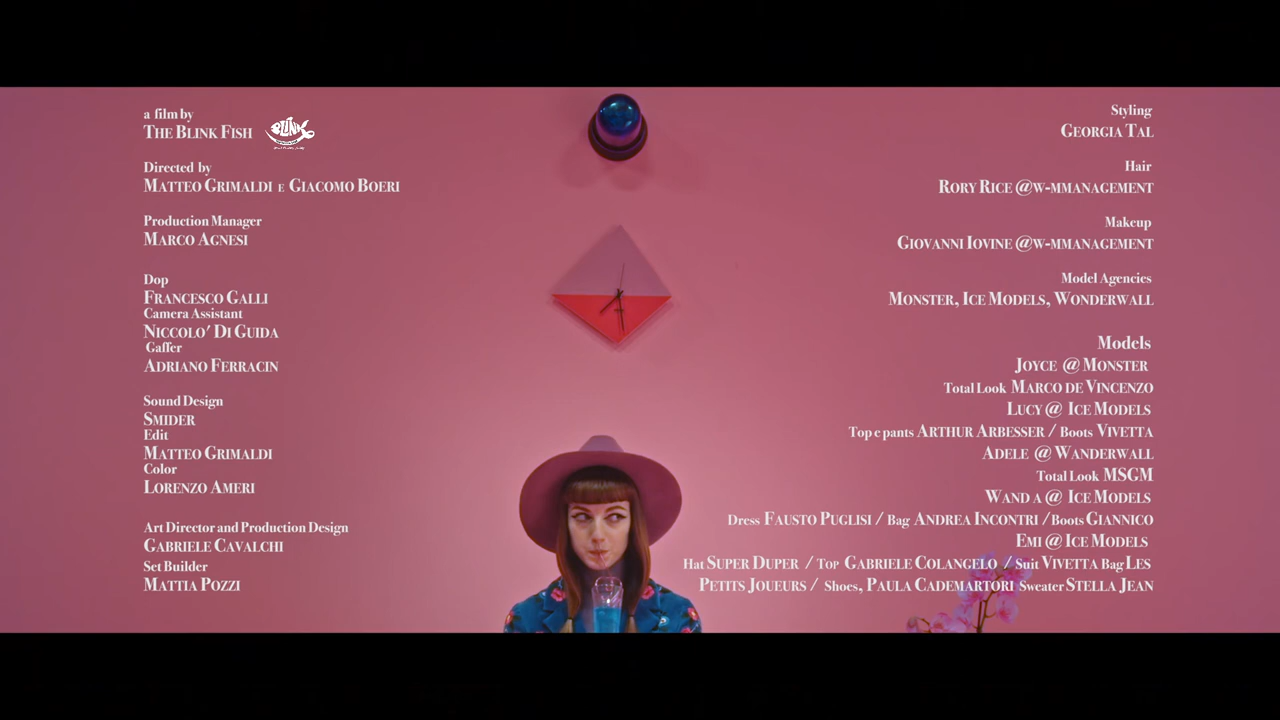 a film by
THE BLINK FISH
BLINK
Directed by
MATTEO GRIMALDI E GIACOMO BOERI
Production Manager
MARCO AGNESI
Dop
FRANCESCO GALLI
Camera Assistant
NICCOLO' DI GUIDA
Gaffer
ADRIANO FERRACIN
Sound Design
SMIDER
Edit
MATTEO GRIMALDI
Color
LORENZO AMERI
Art Director and Production Design
GABRIELE CAVALCHI
Set Builder
MATTIA POZZI
Styling
GEORGIA TAL
Hair
RORY RICE @W-MMANAGEMENT
Makeup
GIOVANNI IOVINE @W-MMANAGEMENT
Model Agencies
MONSTER, ICE MODELS, WONDERWALL
Models
JOYCE @ MONSTER
Total Look MARCO DE VINCENZO
LUCY @ ICE MODELS
Top e pants ARTHUR ARBESSER / Boots VIVETTA
ADELE @ WANDERWALL
Total Look MSGM
WAND A @ ICE MODELS
Dress FAUSTO PUGLISI / Bag ANDREA INCONTRI /Boots GIANNICO
EMI @ ICE MODELS
Hat SUPER DUPER / TOP GABRIELE COLANGELO / Suit VIVETTA Bag LES
PETITS JOUEURS / Shoes, PAULA CADEMARTORI Sweater STELLA JEAN